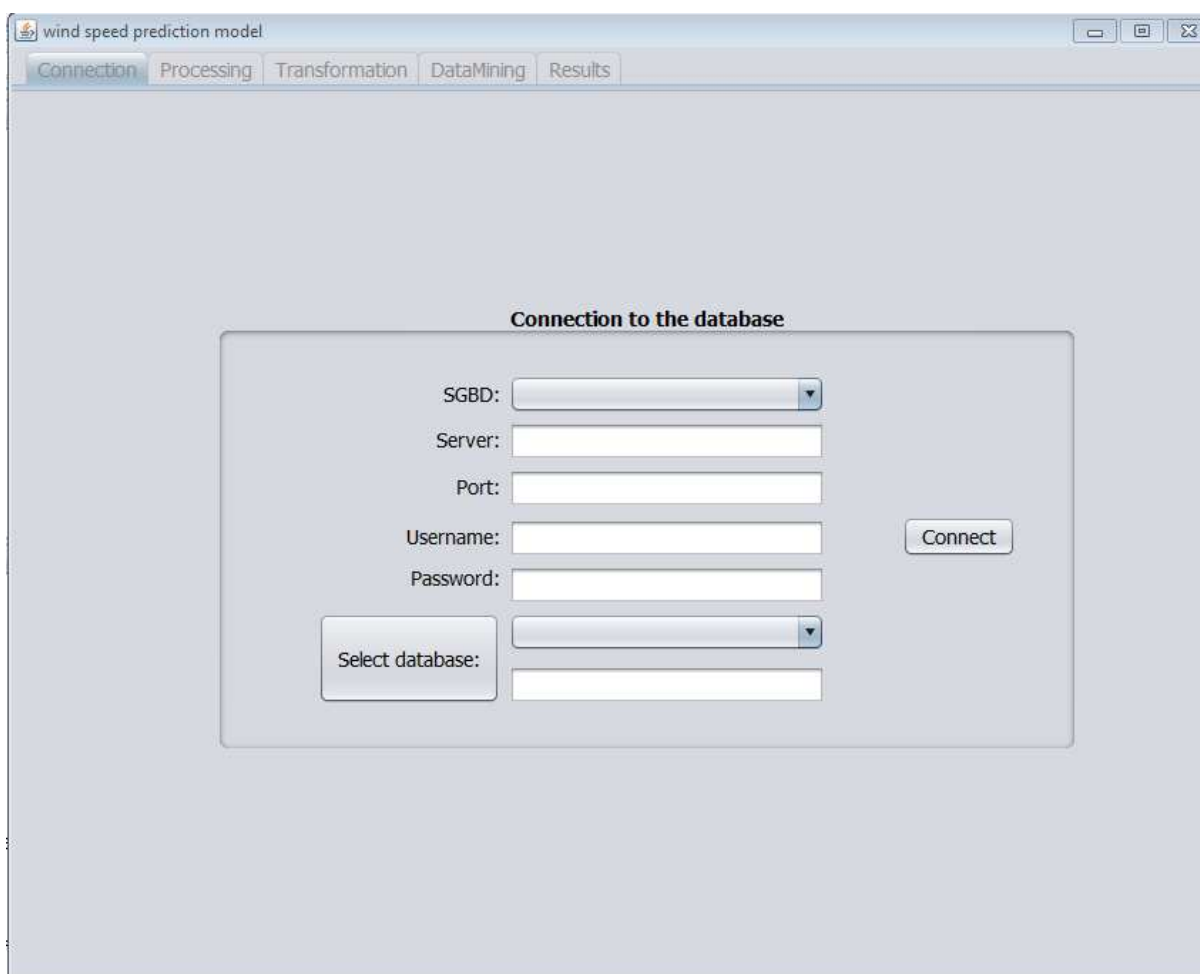 wind speed prediction model
Connection Processing Transformation DataMining Results
Connection to the database
SGBD:
Server:
Port:
Username:
Connect
Password:
Select database: